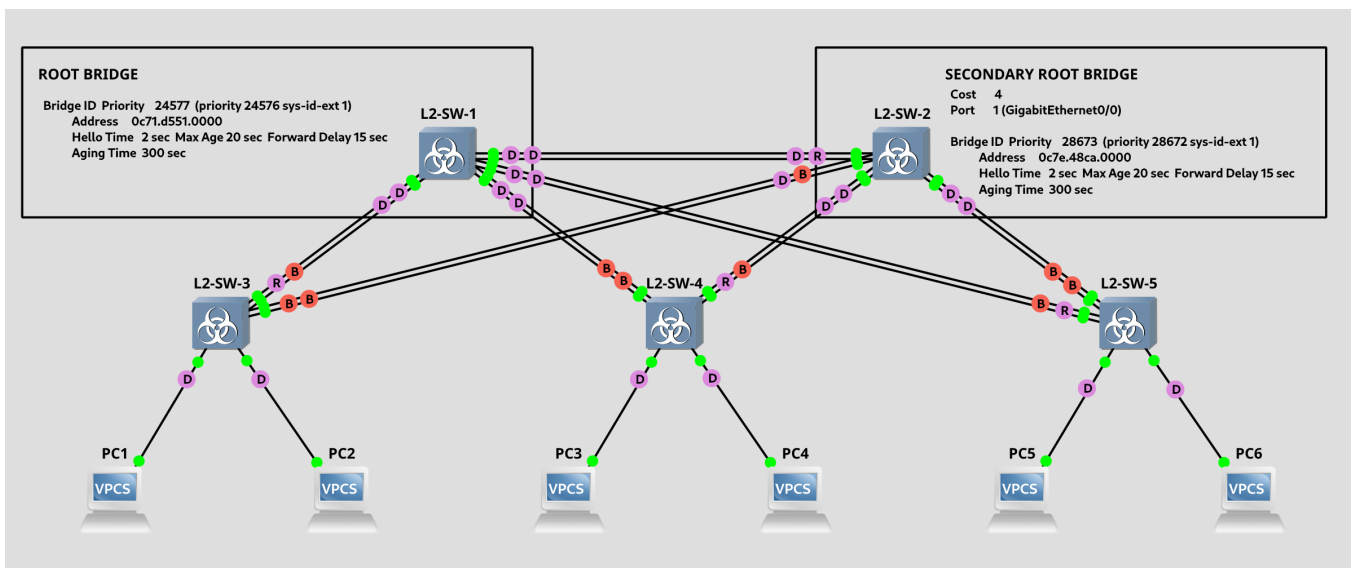 ROOT BRIDGE
Bridge ID Priority 24577 (priority 24576 sys-id-ext 1)
Address 0c71.d551.0000
Hello Time 2 sec Max Age 20 sec Forward Delay 15 sec
Aging Time 300 sec
SECONDARY ROOT BRIDGE
Cost 4
Port 1 (GigabitEthernet0/0)
Bridge ID Priority 28673 (priority 28672 sys-id-ext 1)
Address 0c7e.48ca.0000
Hello Time 2 sec Max Age 20 sec Forward Delay 15 sec
Aging Time 300 sec
L2-SW-1
L2-SW-2
D D
D R
D D
D B
D D
D D
D D
D D
R B
B B
B B
R B
B B
B R
L2-SW-3
L2-SW-4
L2-SW-5
D
D
D
D
D
D
PC1
PC2
PC3
PC4
PC5
PC6
VPCS
VPCS
VPCS
VPCS
VPCS
VPCS